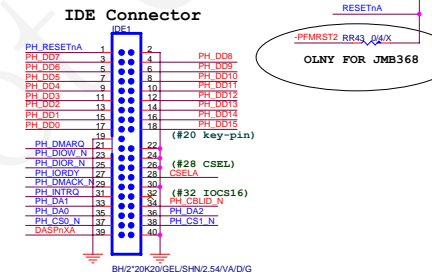 IDE Connector
RESETnA
-PFMRST2 RR43 0/4/X
OLNY FOR JMB368
IDE1
PH_RESETnA 1 2
PH_DD7 3 4 PH_DD8
PH_DD6 5 6 PH_DD9
PH_DD5 7 8 PH_DD10
PH_DD4 9 10 PH_DD11
PH_DD3 11 12 PH_DD12
PH_DD2 13 14 PH_DD13
PH_DD1 15 16 PH_DD14
PH_DD0 17 18 PH_DD15
19 (#20 key-pin)
PH_DMARQ 21 22
PH_DIOW_N 23 24
PH_DIOR_N 25 26 (#28 CSEL)
PH_IORDY 27 28 CSELA
PH_DMACK_N 29 30
PH_INTRQ 31 32 (#32 IOCS16)
PH_DA1 33 34 PH_CBLID_N
PH_DA0 35 36 PH_DA2
PH_CS0_N 37 38 PH_CS1_N
DASPnXA 39 40
BH/2*20K20/GEL/SHN/2.54/VA/D/G